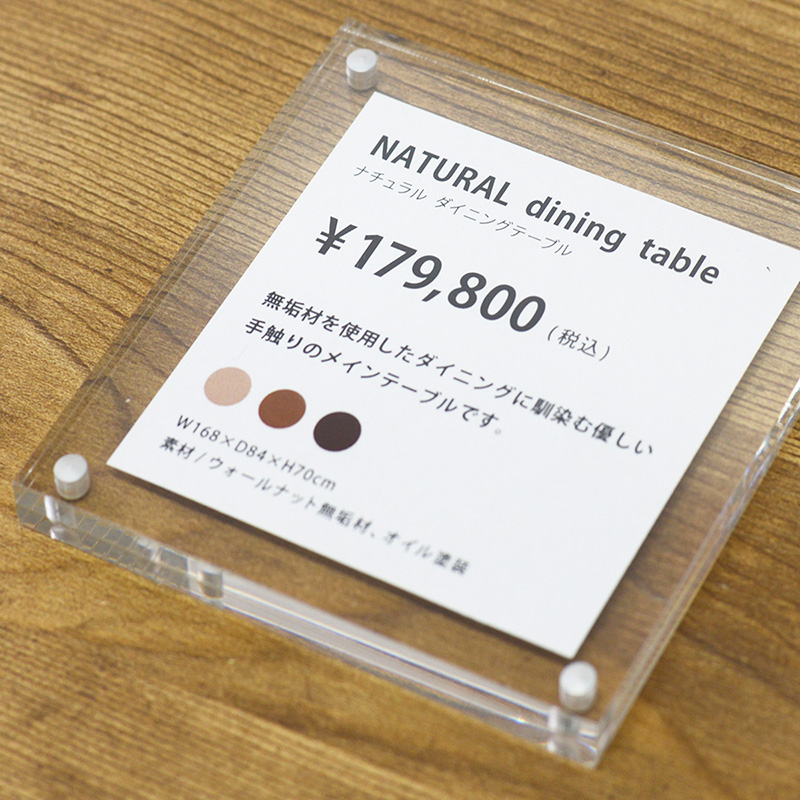 NATURAL dining table
ナチュラル ダイニングテーブル
¥179,800(税込)
無垢材を使用したダイニングに馴染む優しい
手触りのメインテーブルです。
W168×D84×H70cm
素材/ウォールナット無垢材、オイル塗装